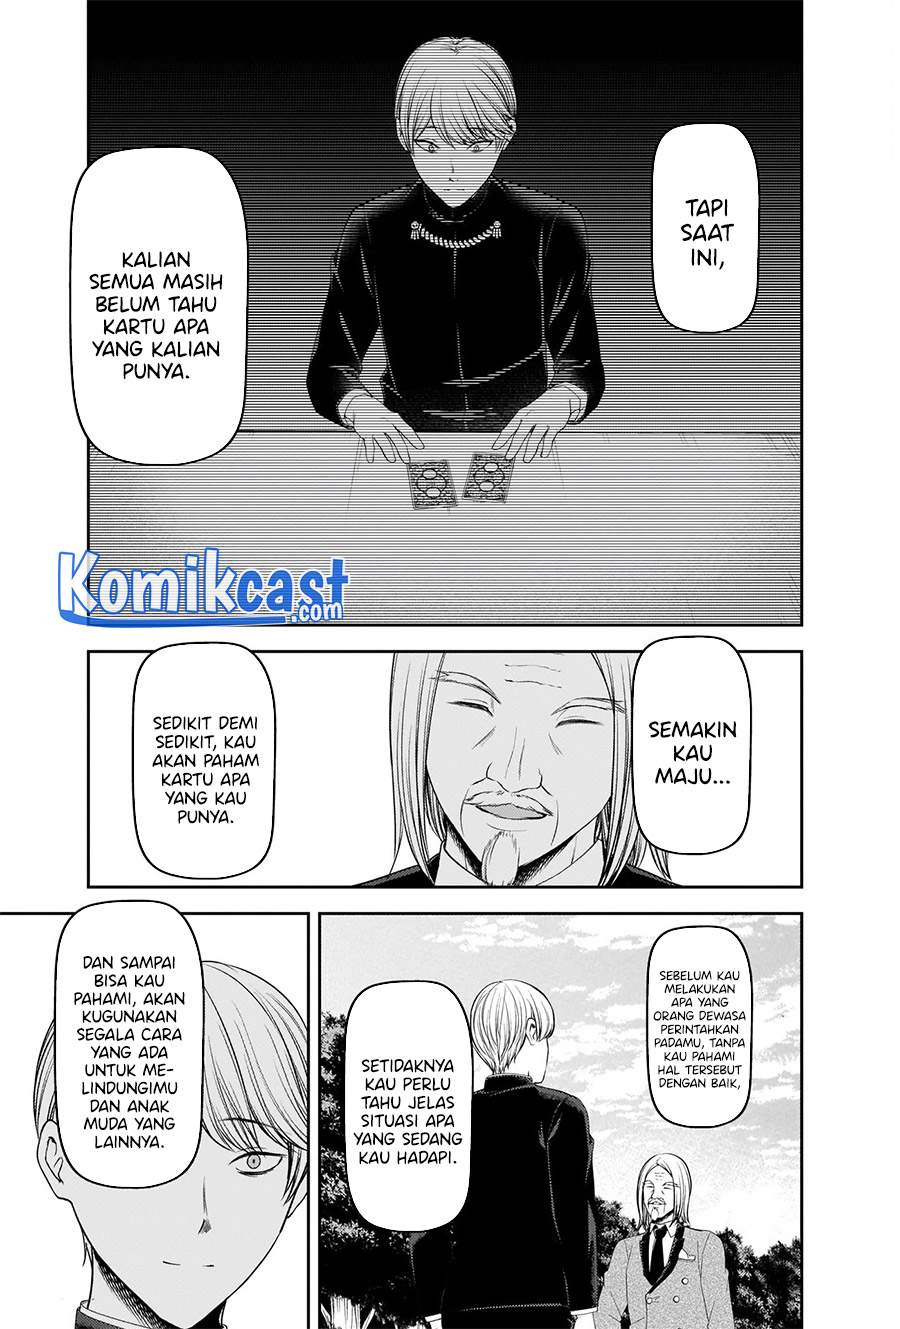 TAPI
SAAT
INI,
KALIAN
SEMUA MASIH
BELUM TAHU
KARTU APA
YANG KALIAN
PUNYA.
Komikcast
.com
SEMAKIN
KAU
MAJU...
SEDIKIT DEMI
SEDIKIT, KAU
AKAN PAHAM
KARTU APA
YANG KAU
PUNYA.
SEBELUM KAU
MELAKUKAN
APA YANG
ORANG DEWASA
PERINTAHKAN
PADAMU, TANPA
KAU PAHAMI
HAL TERSEBUT
DENGAN BAIK,
SETIDAKNYA
KAU PERLU
TAHU JELAS
SITUASI APA
YANG SEDANG
KAU HADAPI.
DAN SAMPAI
BISA KAU
PAHAMI, AKAN
KUGUNAKAN
SEGALA CARA
YANG ADA
UNTUK ME-
LINDUNGIMU
DAN ANAK
MUDA YANG
LAINNYA.